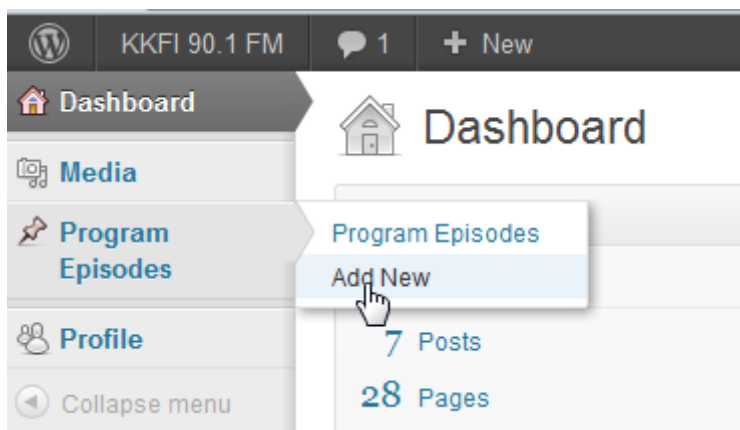 KKFI 90.1 FM 1 + New
Dashboard
Dashboard
Media
Program
Episodes
Program Episodes
Add New
Profile
7 Posts
28 Pages
Collapse menu